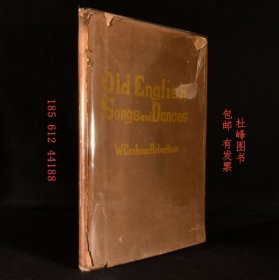 Old English
Songs and Dances
W. Graham Robertson
185 612 44188
杜峰图书
包邮 有发票